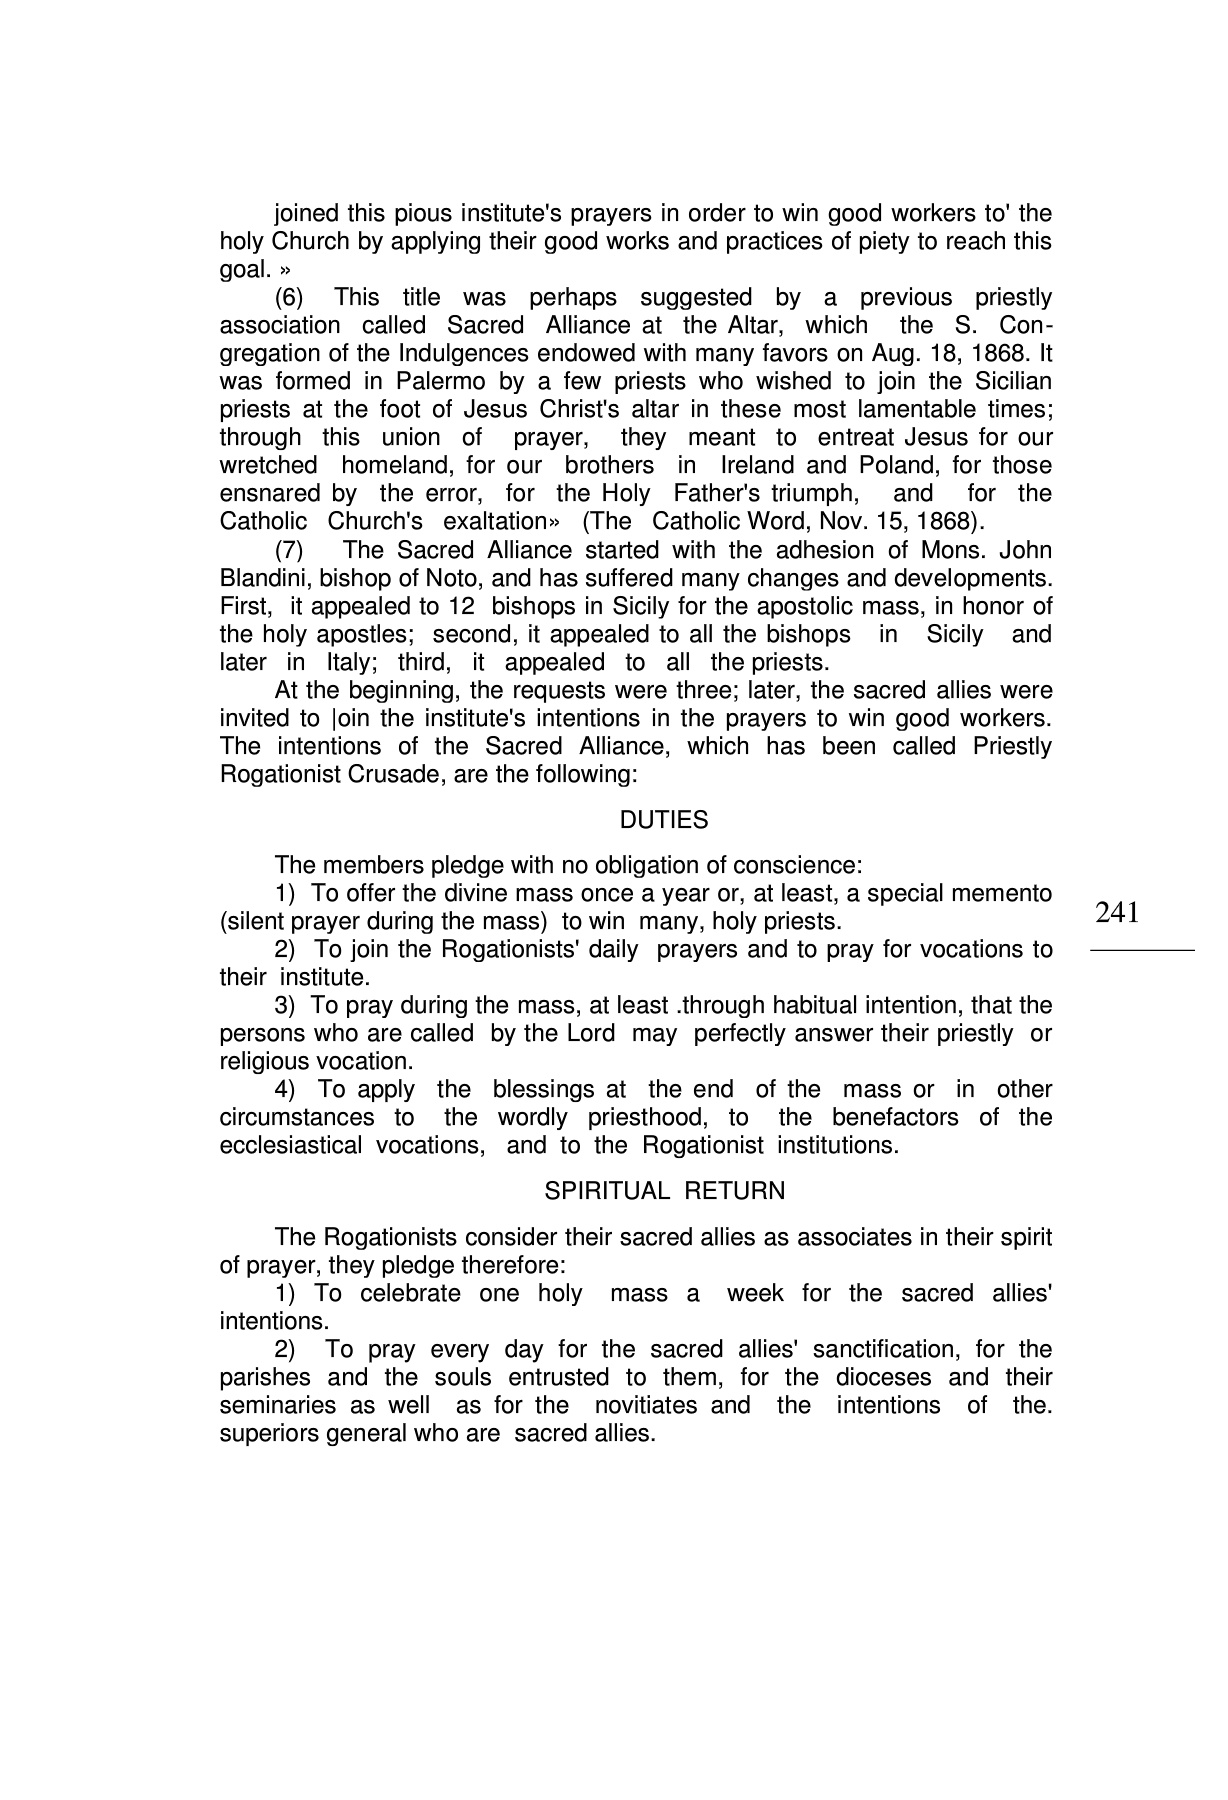 joined this pious institute's prayers in order to win good workers to' the
holy Church by applying their good works and practices of piety to reach this
goal. »
(6) This title was perhaps suggested by a previous priestly
association called Sacred Alliance at the Altar, which the S. Con-
gregation of the Indulgences endowed with many favors on Aug. 18, 1868. It
was formed in Palermo by a few priests who wished to join the Sicilian
priests at the foot of Jesus Christ's altar in these most lamentable times;
through this union of prayer, they meant to entreat Jesus for our
wretched homeland, for our brothers in Ireland and Poland, for those
ensnared by the error, for the Holy Father's triumph, and for the
Catholic Church's exaltation» (The Catholic Word, Nov. 15, 1868).
(7) The Sacred Alliance started with the adhesion of Mons. John
Blandini, bishop of Noto, and has suffered many changes and developments.
First, it appealed to 12 bishops in Sicily for the apostolic mass, in honor of
the holy apostles; second, it appealed to all the bishops in Sicily and
later in Italy; third, it appealed to all the priests.
At the beginning, the requests were three; later, the sacred allies were
invited to |oin the institute's intentions in the prayers to win good workers.
The intentions of the Sacred Alliance, which has been called Priestly
Rogationist Crusade, are the following:
DUTIES
The members pledge with no obligation of conscience:
1) To offer the divine mass once a year or, at least, a special memento
(silent prayer during the mass) to win many, holy priests.
2) To join the Rogationists' daily prayers and to pray for vocations to
their institute.
3) To pray during the mass, at least .through habitual intention, that the
persons who are called by the Lord may perfectly answer their priestly or
religious vocation.
4) To apply the blessings at the end of the mass or in other
circumstances to the wordly priesthood, to the benefactors of the
ecclesiastical vocations, and to the Rogationist institutions.
SPIRITUAL RETURN
The Rogationists consider their sacred allies as associates in their spirit
of prayer, they pledge therefore:
1) To celebrate one holy mass a week for the sacred allies'
intentions.
2) To pray every day for the sacred allies' sanctification, for the
parishes and the souls entrusted to them, for the dioceses and their
seminaries as well as for the novitiates and the intentions of the.
superiors general who are sacred allies.
241